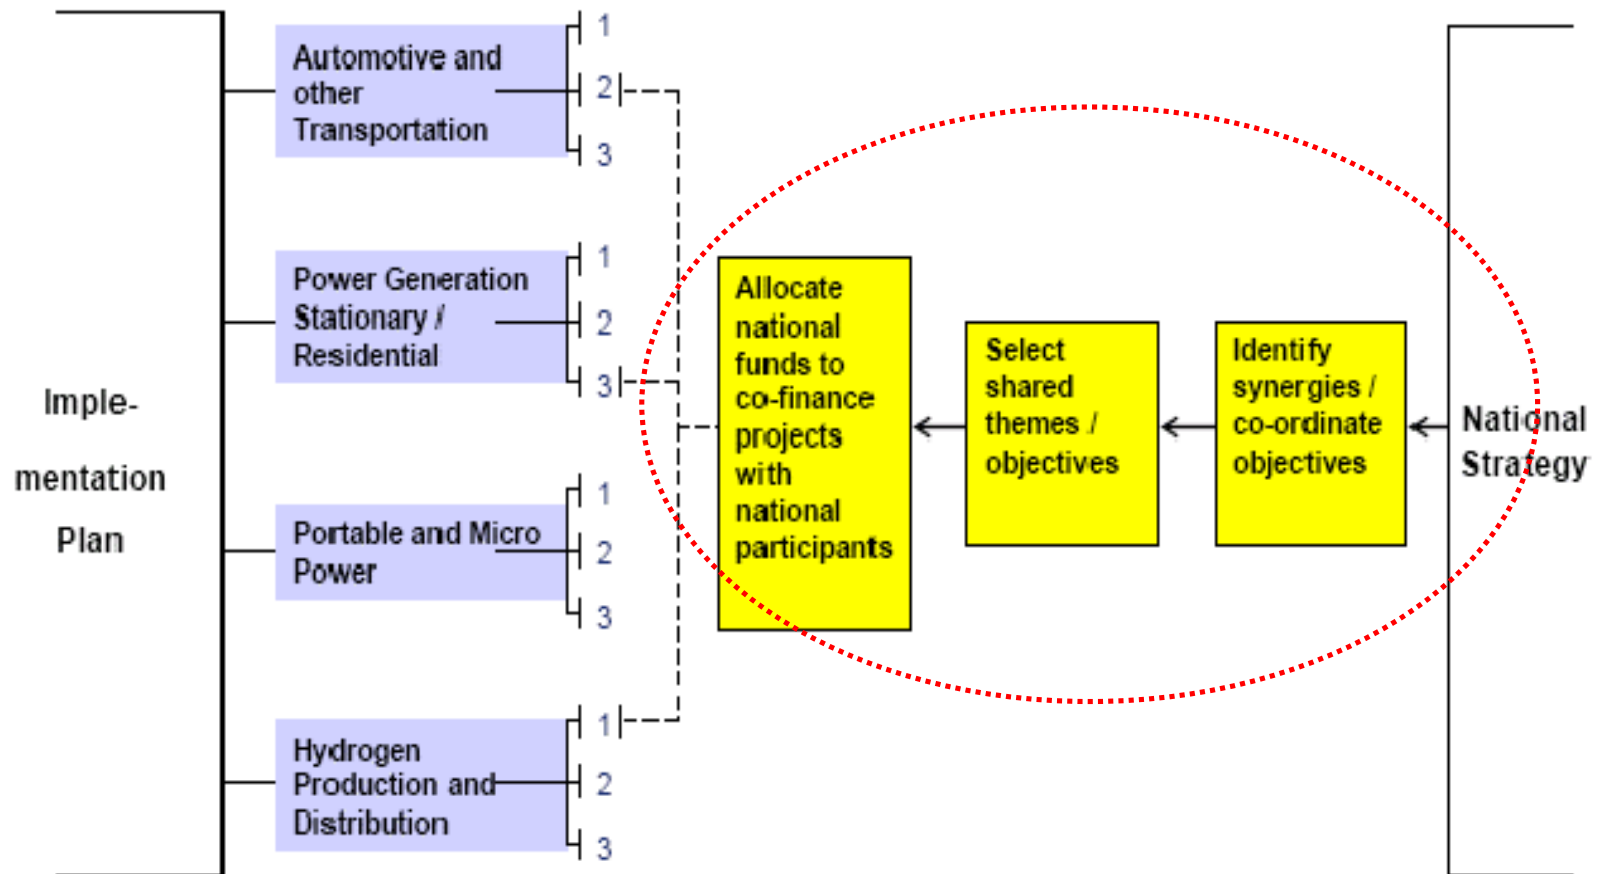 Imple-
mentation
Plan
Automotive and
other
Transportation
1
2
3
Power Generation
Stationary /
Residential
1
2
3
Portable and Micro
Power
1
2
3
Hydrogen
Production and
Distribution
1
2
3
Allocate
national
funds to
co-finance
projects
with
national
participants
Select
shared
themes /
objectives
Identify
synergies /
co-ordinate
objectives
National
Strategy